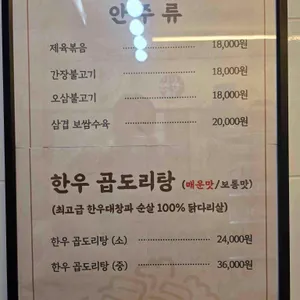 안주류
제육볶음 18,000원
간장불고기 18,000원
오삼불고기 18,000원
삼겹 보쌈수육 20,000원
한우 곱도리탕 (매운맛/보통맛)
(최고급 한우대창과 순살 100% 닭다리살)
한우 곱도리탕 (소) 24,000원
한우 곱도리탕 (중) 36,000원